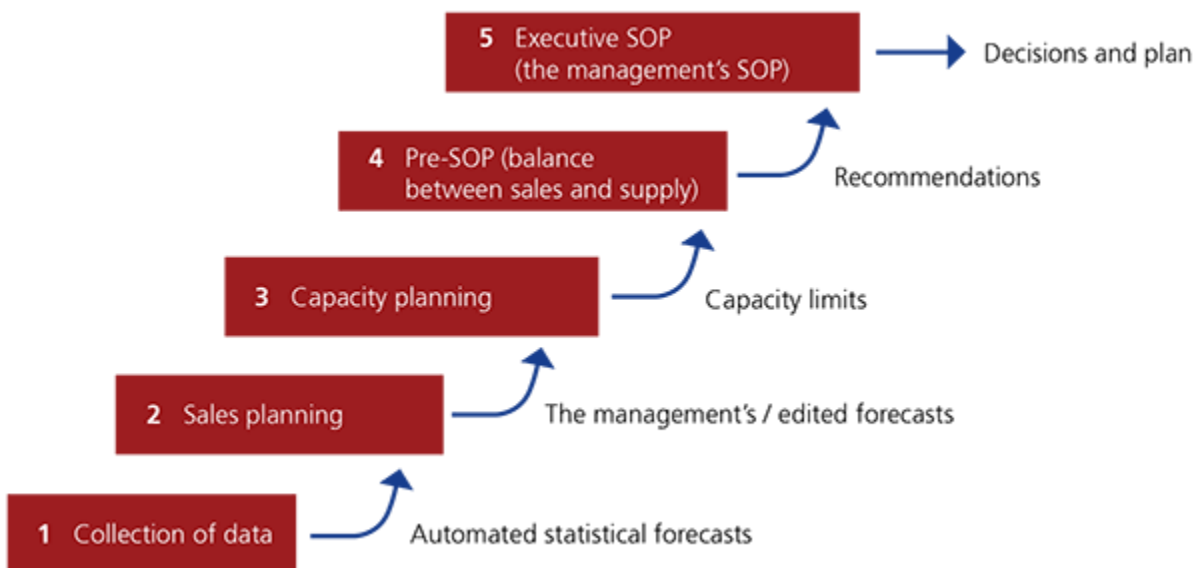 5 Executive SOP
(the management's SOP)
Decisions and plan
4 Pre-SOP (balance
between sales and supply)
Recommendations
3 Capacity planning
Capacity limits
2 Sales planning
The management's / edited forecasts
1 Collection of data
Automated statistical forecasts